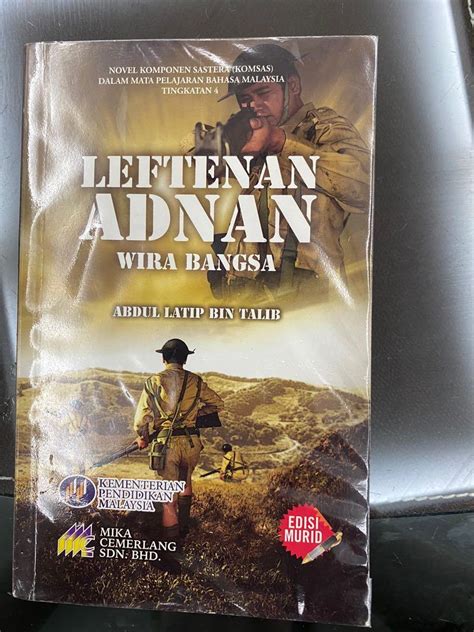 NOVEL KOMPONEN SASTERA (KOMSAS)
DALAM MATA PELAJARAN BAHASA MALAYSIA
TINGKATAN 4
LEFTENAN
ADNAN
WIRA BANGSA
ABDUL LATIP BIN TALIB
KEMENTERIAN
PENDIDIKAN
MALAYSIA
MIKA
CEMERLANG
SDN. BHD.
EDISI
MURID